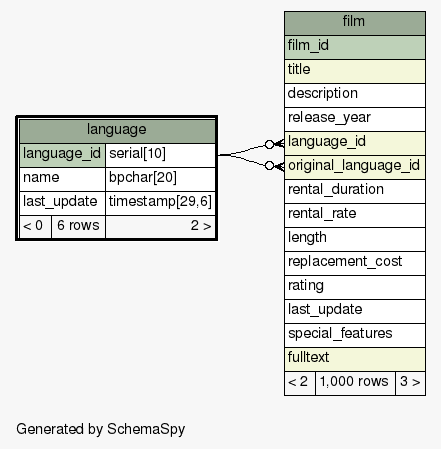 language
language_id serial[10]
name bpchar[20]
last_update timestamp[29,6]
< 0 6 rows 2 >
film
film_id
title
description
release_year
language_id
original_language_id
rental_duration
rental_rate
length
replacement_cost
rating
last_update
special_features
fulltext
< 2 1,000 rows 3 >
Generated by SchemaSpy